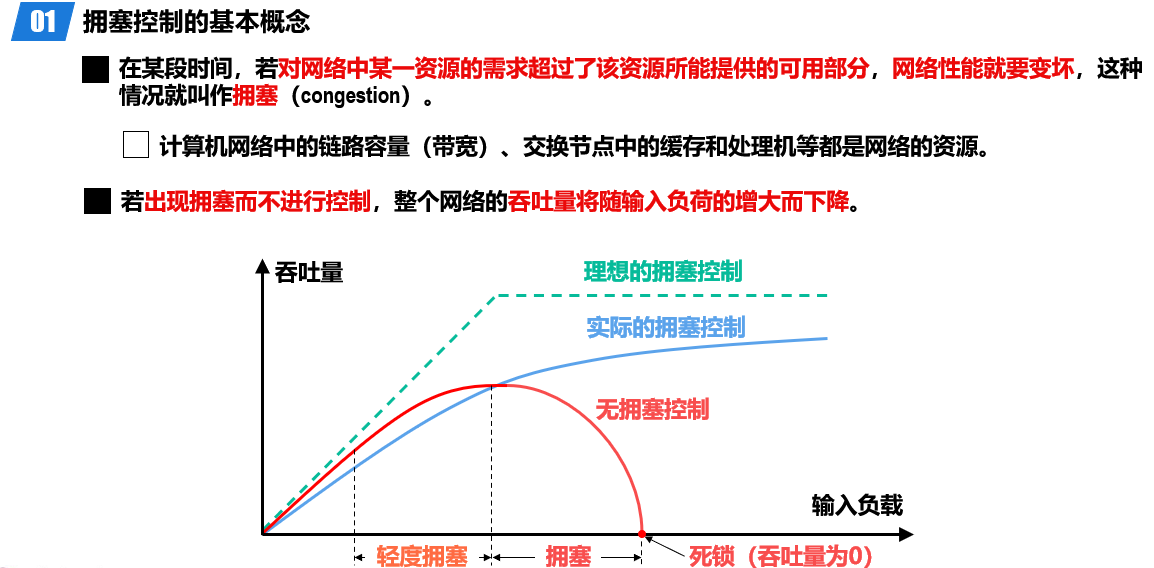 01 拥塞控制的基本概念
在某段时间，若对网络中某一资源的需求超过了该资源所能提供的可用部分，网络性能就要变坏，这种
情况就叫作拥塞（congestion）。
计算机网络中的链路容量（带宽）、交换节点中的缓存和处理机等都是网络的资源。
若出现拥塞而不进行控制，整个网络的吞吐量将随输入负荷的增大而下降。
吞吐量
理想的拥塞控制
实际的拥塞控制
无拥塞控制
输入负载
轻度拥塞
拥塞
死锁（吞吐量为0）